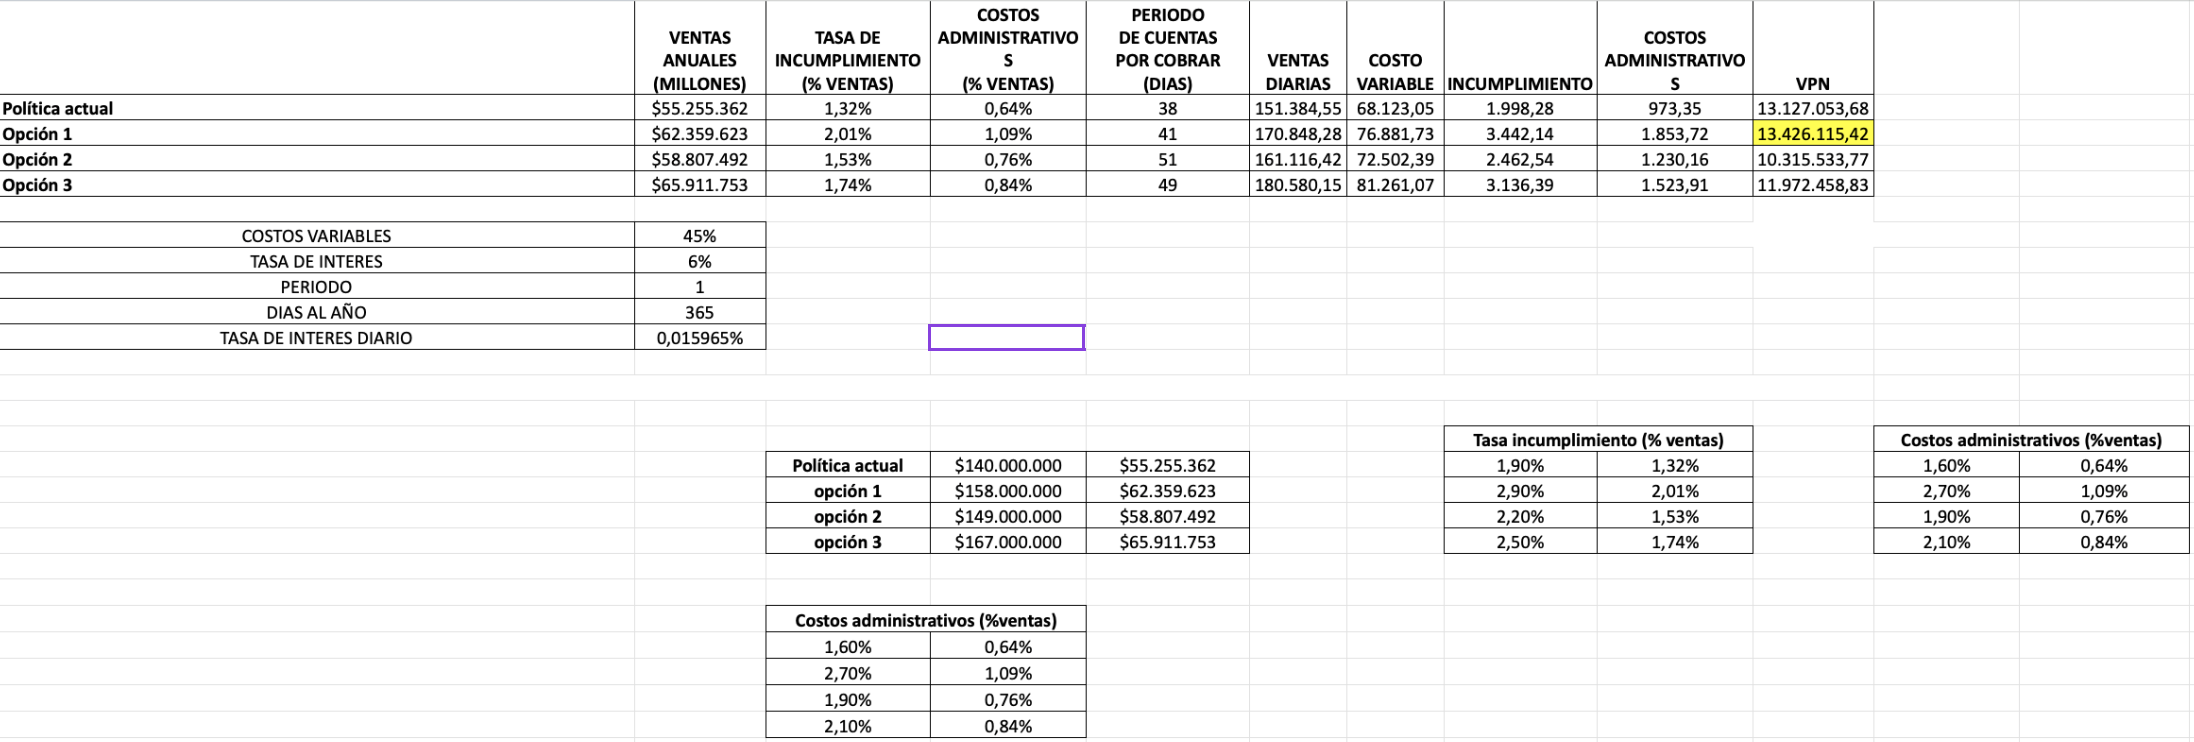 VENTAS ANUALES (MILLONES) TASA DE INCUMPLIMIENTO (% VENTAS) COSTOS ADMINISTRATIVO S (% VENTAS) PERIODO DE CUENTAS POR COBRAR (DIAS) VENTAS DIARIAS COSTO VARIABLE INCUMPLIMIENTO COSTOS ADMINISTRATIVO S VPN
Política actual $55.255.362 1,32% 0,64% 38 151.384,55 68.123,05 1.998,28 973,35 13.127.053,68
Opción 1 $62.359.623 2,01% 1,09% 41 170.848,28 76.881,73 3.442,14 1.853,72 13.426.115,42
Opción 2 $58.807.492 1,53% 0,76% 51 161.116,42 72.502,39 2.462,54 1.230,16 10.315.533,77
Opción 3 $65.911.753 1,74% 0,84% 49 180.580,15 81.261,07 3.136,39 1.523,91 11.972.458,83
COSTOS VARIABLES 45%
TASA DE INTERES 6%
PERIODO 1
DIAS AL AÑO 365
TASA DE INTERES DIARIO 0,015965%
Tasa incumplimiento (% ventas) Costos administrativos (%ventas)
Política actual $140.000.000 $55.255.362 1,90% 1,32% 1,60% 0,64%
opción 1 $158.000.000 $62.359.623 2,90% 2,01% 2,70% 1,09%
opción 2 $149.000.000 $58.807.492 2,20% 1,53% 1,90% 0,76%
opción 3 $167.000.000 $65.911.753 2,50% 1,74% 2,10% 0,84%
Costos administrativos (%ventas)
1,60% 0,64%
2,70% 1,09%
1,90% 0,76%
2,10% 0,84%